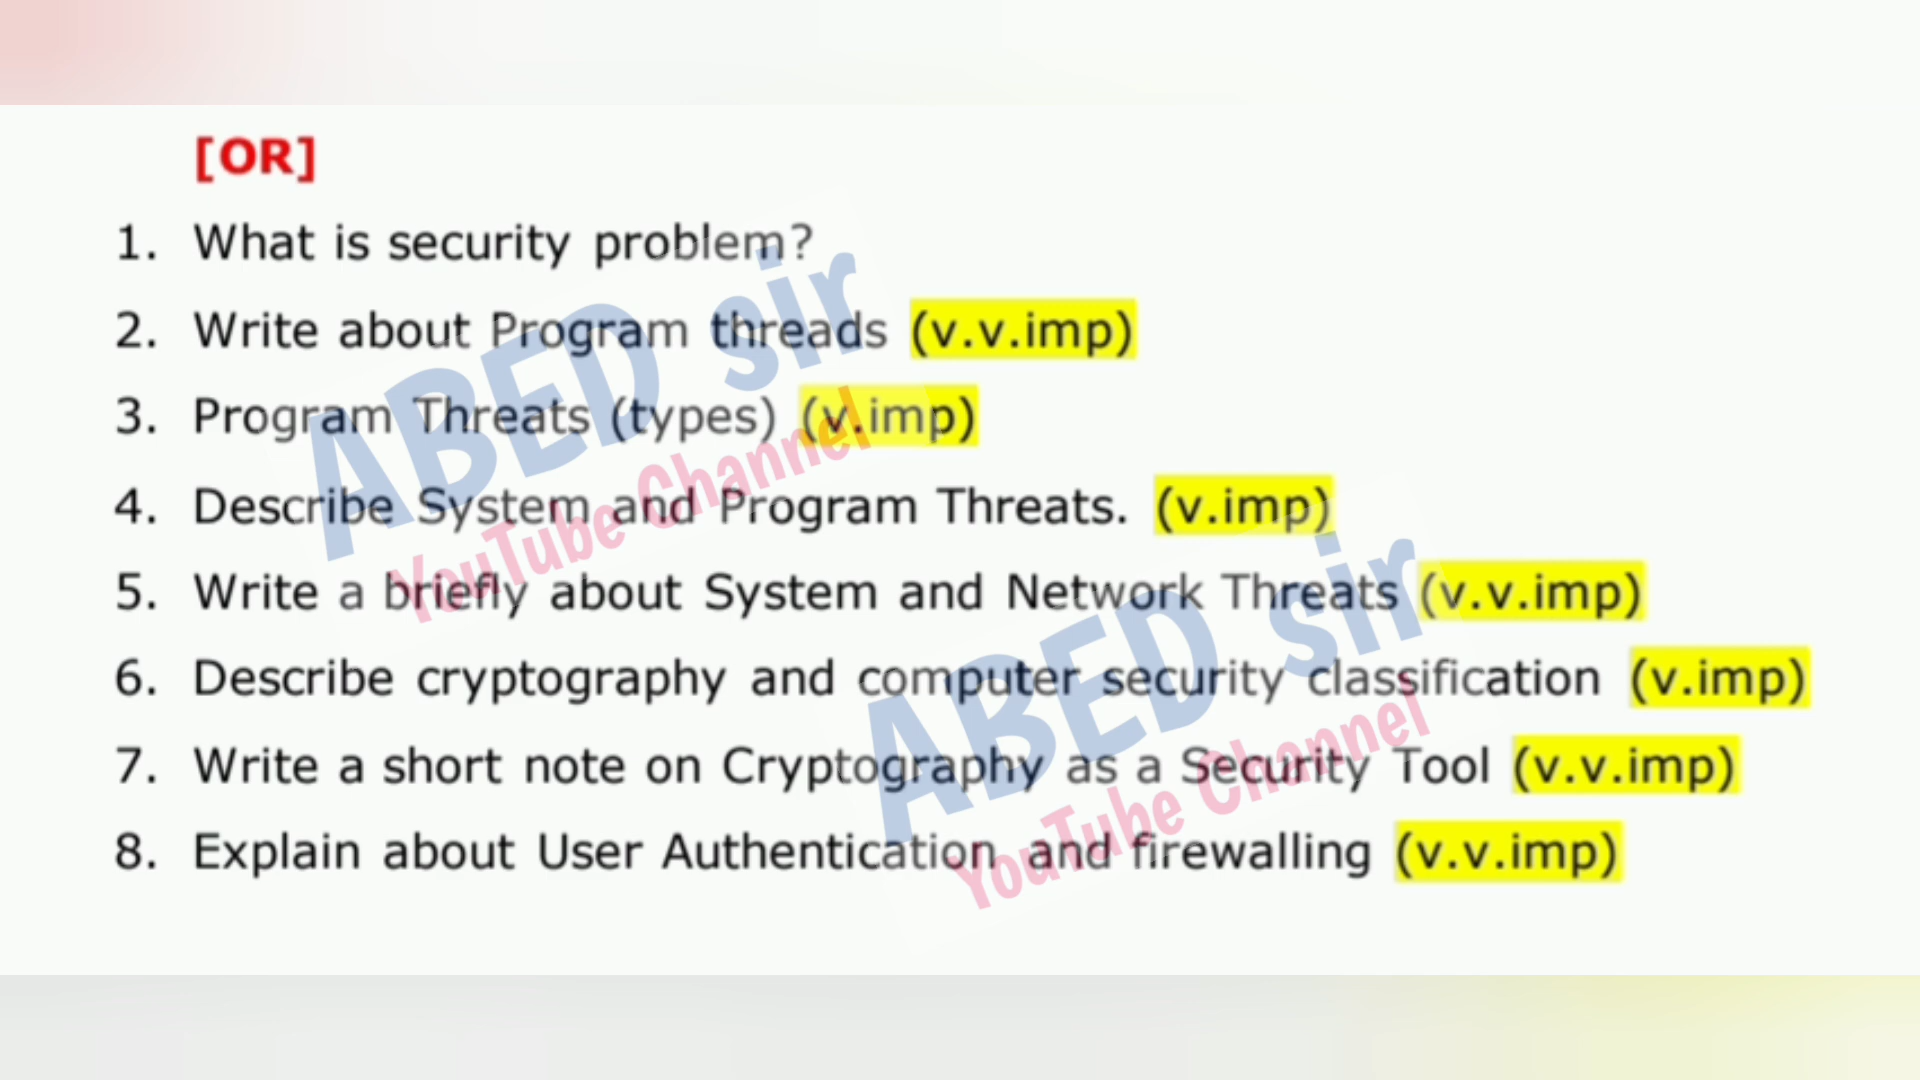 [OR]
1. What is security problem?
2. Write about Program threads (v.v.imp)
3. Program Threats (types) (v.imp)
4. Describe System and Program Threats. (v.imp)
5. Write a briefly about System and Network Threats (v.v.imp)
6. Describe cryptography and computer security classification (v.imp)
7. Write a short note on Cryptography as a Security Tool (v.v.imp)
8. Explain about User Authentication and firewalling (v.v.imp)
ABED sir
YouTube Channel
ABED sir
YouTube Channel